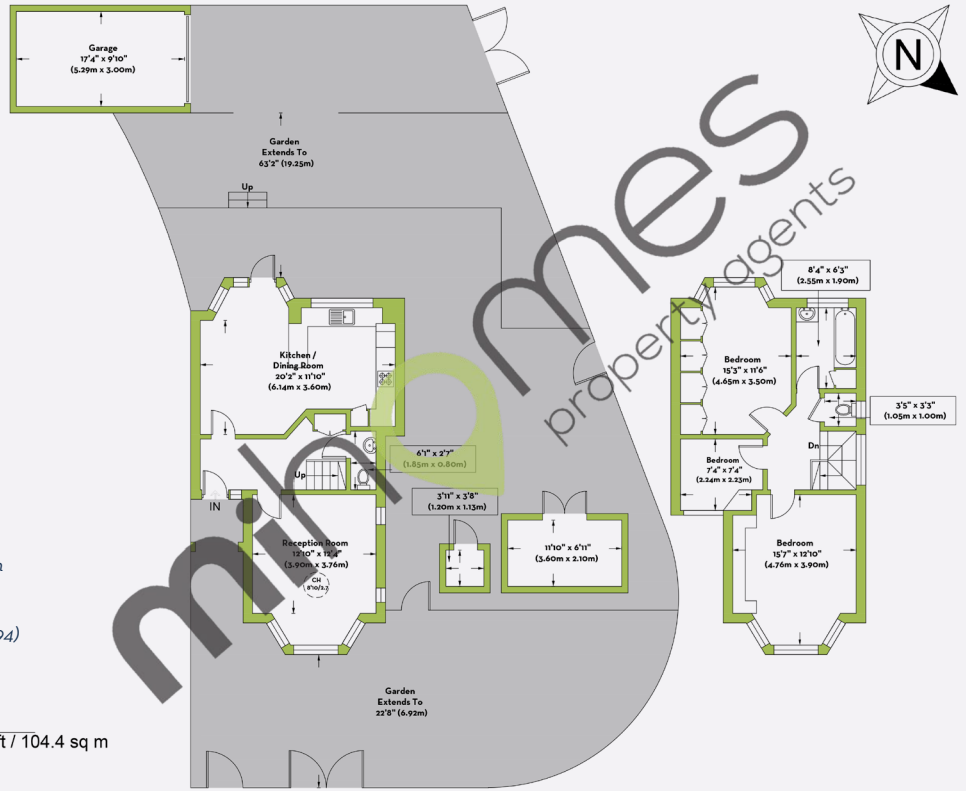 Garage
17'4" x 9'10"
(5.29m x 3.00m)
N
Garden
Extends To
63'2" (19.25m)
Up
Kitchen /
Dining Room
20'2" x 11'10"
(6.14m x 3.60m)
6'1" x 2'7"
(1.85m x 0.80m)
Up
IN
3'11" x 3'8"
(1.20m x 1.13m)
11'10" x 6'11"
(3.60m x 2.10m)
Reception Room
12'10" x 12'4"
(3.90m x 3.76m)
CH
8'10/2.7
Garden
Extends To
22'8" (6.92m)
8'4" x 6'3"
(2.55m x 1.90m)
Bedroom
15'3" x 11'6"
(4.65m x 3.50m)
3'5" x 3'3"
(1.05m x 1.00m)
Dn
Bedroom
7'4" x 7'4"
(2.24m x 2.23m)
Bedroom
15'7" x 12'10"
(4.76m x 3.90m)
mihomes
property agents
94)
ft / 104.4 sq m